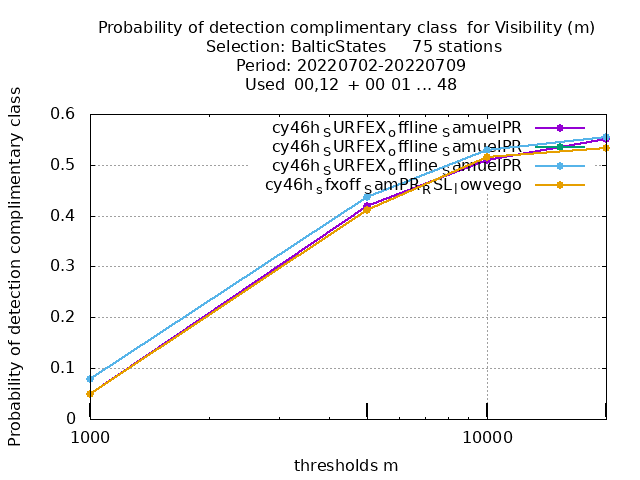 Probability of detection complimentary class  for Visibility (m)
Selection: BalticStates     75 stations
Period: 20220702-20220709
Used  00,12  + 00 01 ... 48
Probability of detection complimentary class
0.6
0.5
0.4
0.3
0.2
0.1
0
cy46h_SURFEX_offline_SamuelPR
cy46h_SURFEX_offline_SamuelPR
cy46h_SURFEX_offline_SamuelPR
cy46h_sfxoff_SamPR_RSL_lowvego
1000
10000
thresholds m